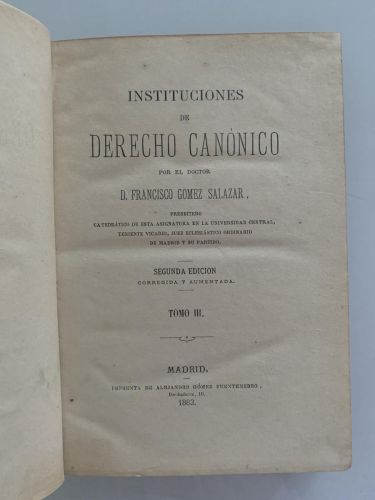 INSTITUCIONES
DE
DERECHO CANÓNICO
POR EL DOCTOR
D. FRANCISCO GOMEZ SALAZAR,
PRESBÍTERO
CATEDRÁTICO DE ESTA ASIGNATURA EN LA UNIVERSIDAD CENTRAL,
TENIENTE VICARIO, JUEZ ECLESIÁSTICO ORDINARIO
DE MADRID Y SU PARTIDO.
SEGUNDA EDICION
CORREGIDA Y AUMENTADA.
TOMO III.
MADRID.
IMPRENTA DE ALEJANDRO GÓMEZ FUENTENEBRO,
10.
1883.